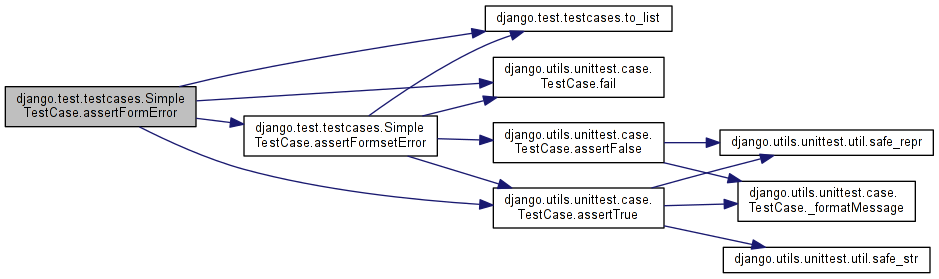 django.test.testcases.to_list
django.utils.unittest.case.
TestCase.fail
django.test.testcases.Simple
TestCase.assertFormError
django.test.testcases.Simple
TestCase.assertFormsetError
django.utils.unittest.case.
TestCase.assertFalse
django.utils.unittest.util.safe_repr
django.utils.unittest.case.
TestCase.assertTrue
django.utils.unittest.case.
TestCase._formatMessage
django.utils.unittest.util.safe_str